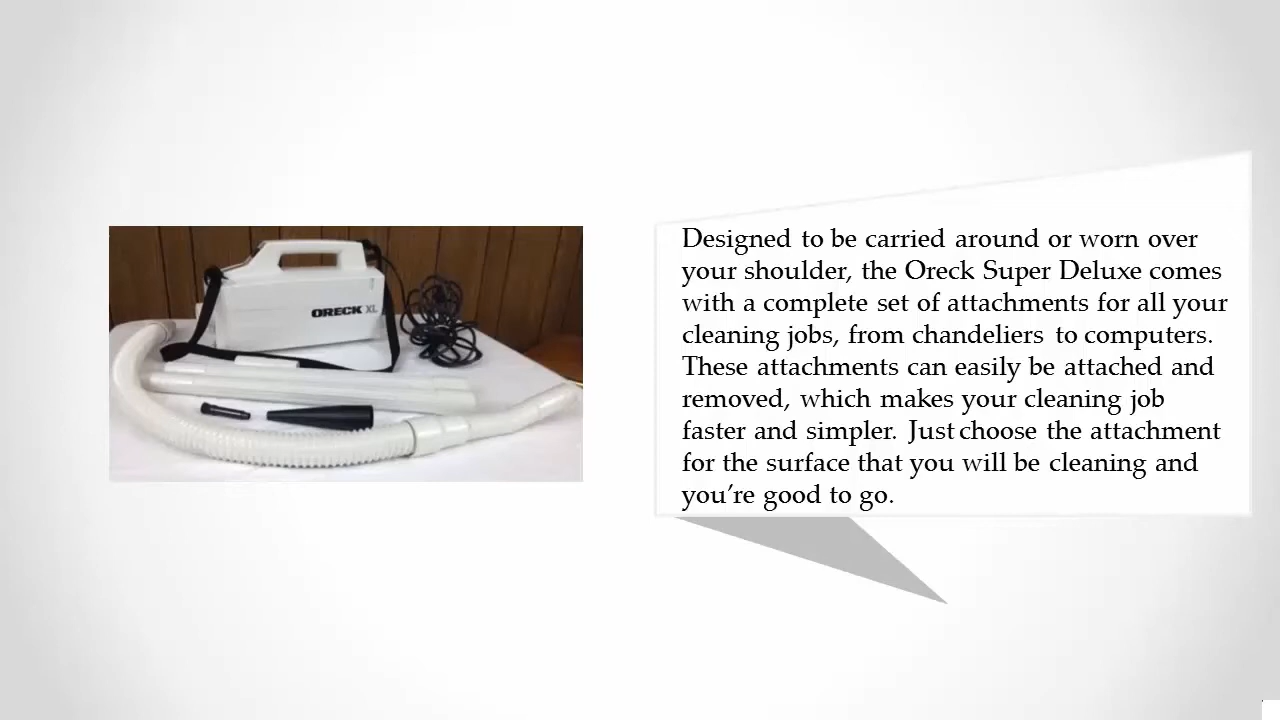 ORECK XL
Designed to be carried around or worn over
your shoulder, the Oreck Super Deluxe comes
with a complete set of attachments for all your
cleaning jobs, from chandeliers to computers.
These attachments can easily be attached and
removed, which makes your cleaning job
faster and simpler. Just choose the attachment
for the surface that you will be cleaning and
you’re good to go.